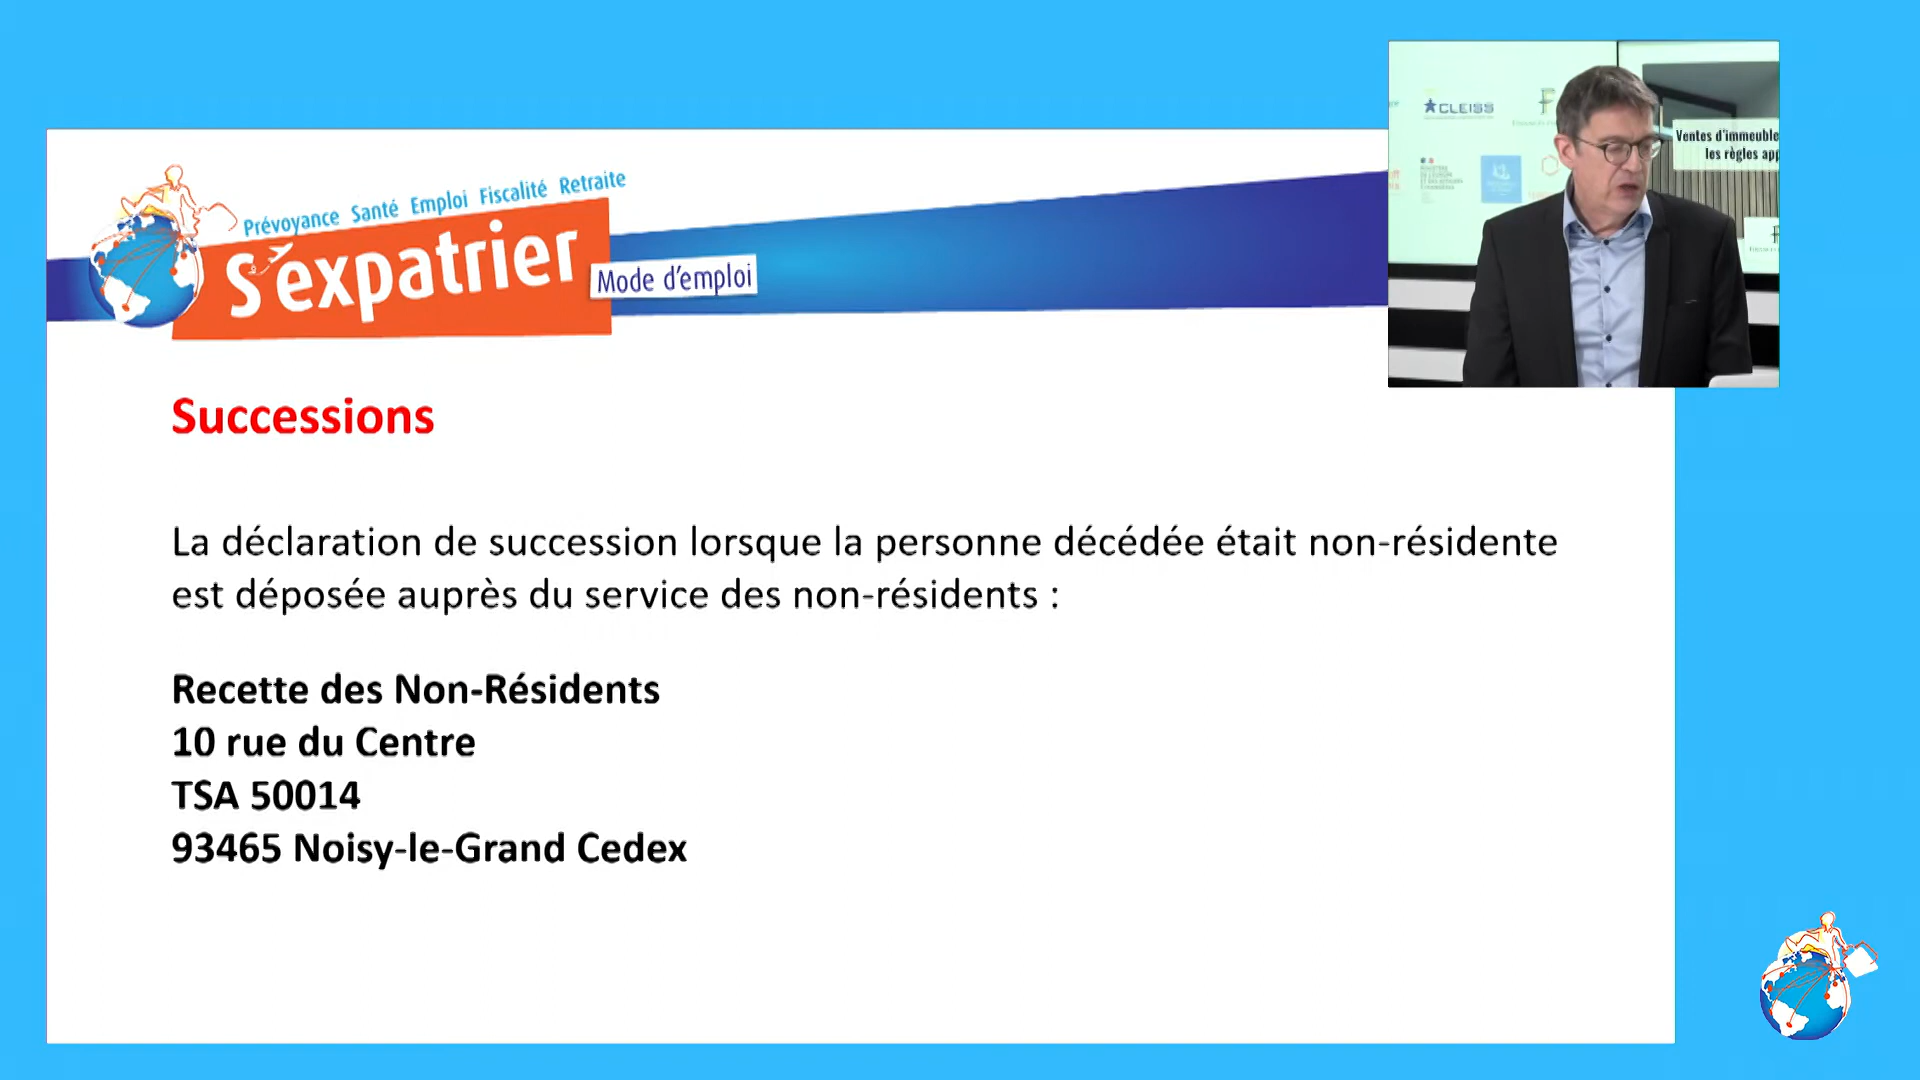 Prévoyance Santé Emploi Fiscalité Retraite
S'expatrier
Mode d'emploi
CLEISS
Ventes d'immeuble
les règles app
Successions
La déclaration de succession lorsque la personne décédée était non-résidente
est déposée auprès du service des non-résidents :
Recette des Non-Résidents
10 rue du Centre
TSA 50014
93465 Noisy-le-Grand Cedex